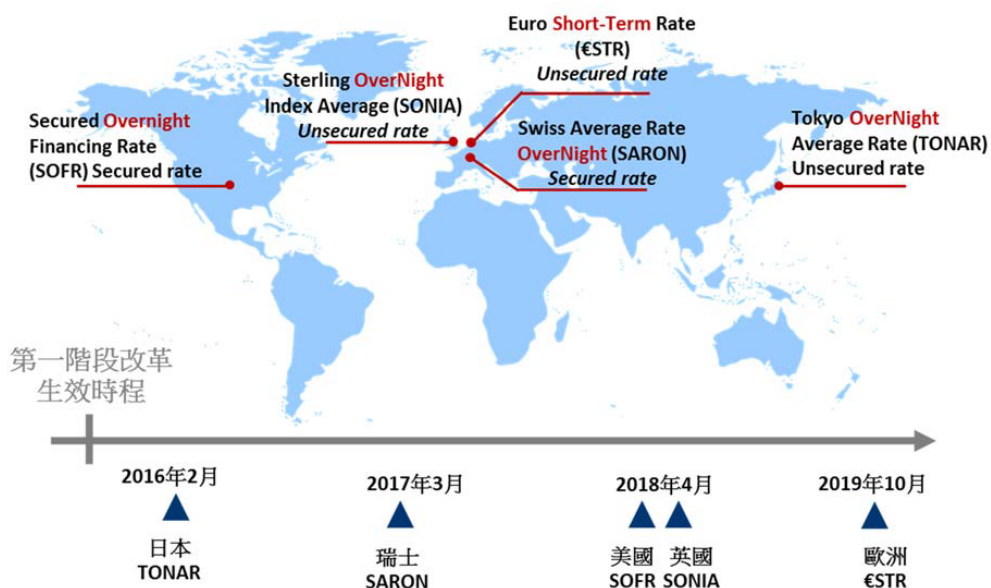 Euro Short-Term Rate
(€STR)
Unsecured rate
Sterling OverNight
Index Average (SONIA)
Unsecured rate
Secured Overnight
Financing Rate
(SOFR) Secured rate
Swiss Average Rate
OverNight (SARON)
Secured rate
Tokyo OverNight
Average Rate (TONAR)
Unsecured rate
第一階段改革
生效時程
2016年2月
日本
TONAR
2017年3月
瑞士
SARON
2018年4月
美國
SOFR
英國
SONIA
2019年10月
歐洲
€STR